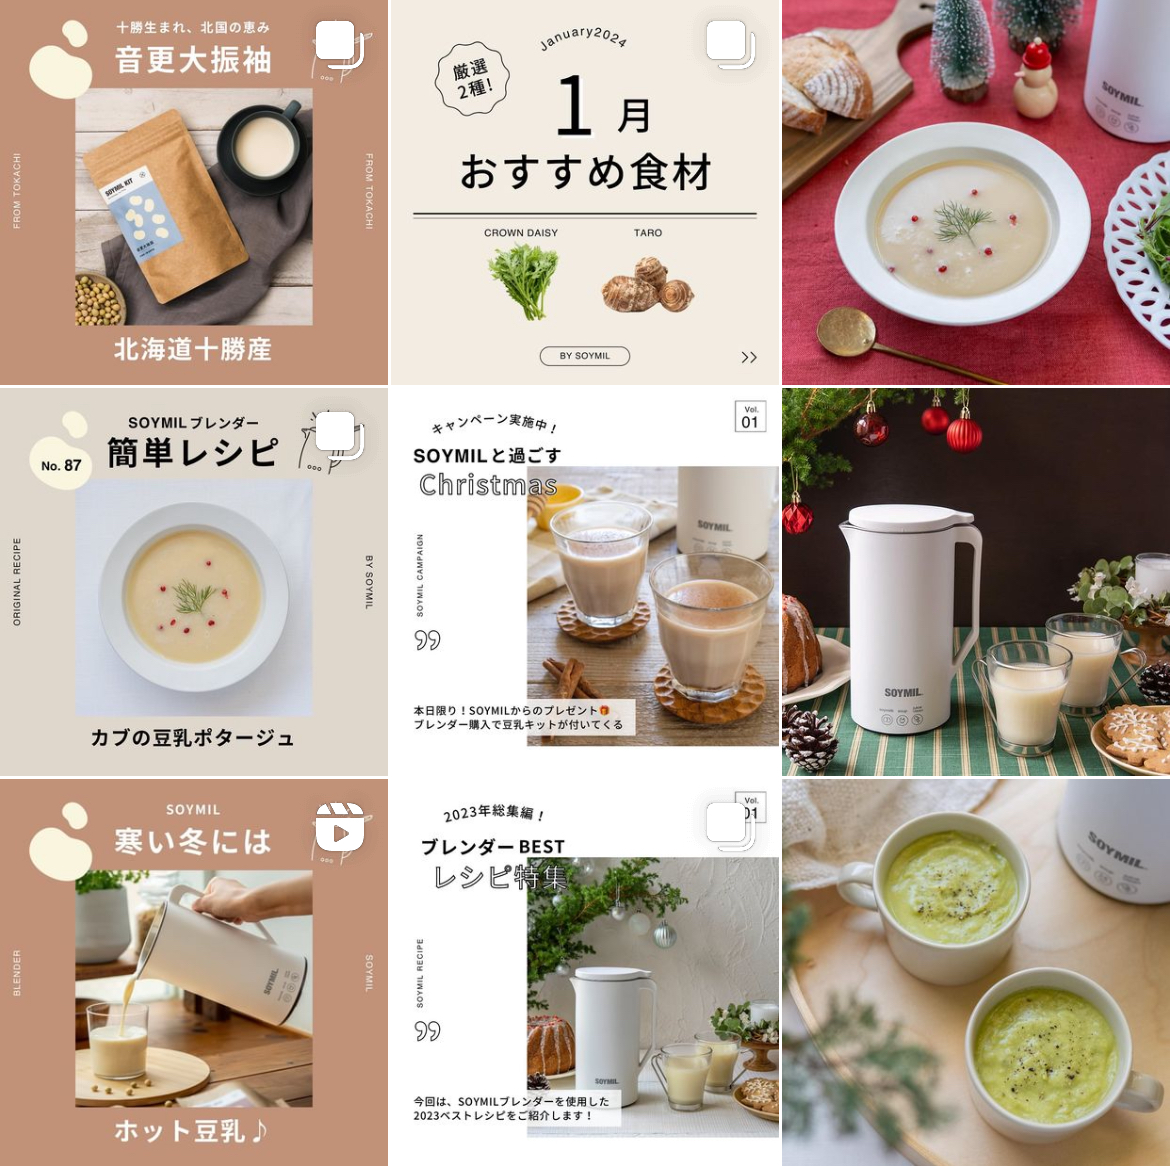 十勝生まれ、北国の恵み
音更大振袖
FROM TOKACHI
FROM TOKACHI
SOYMIL KIT
音更大振袖
北海道十勝産
January2024
厳選
2種!
1月
おすすめ食材
CROWN DAISY
TARO
BY SOYMIL
SOYMIL
SOYMILブレンダー
簡単レシピ
No. 87
ORIGINAL RECIPE
BY SOYMIL
カブの豆乳ポタージュ
Vol.
01
キャンペーン実施中!
SOYMILと過ごす
Christmas
SOYMIL CAMPAIGN
SOYMIL
本日限り!SOYMILからのプレゼント🎁
ブレンダー購入で豆乳キットが付いてくる
SOYMIL
SOYMIL
寒い冬には
BLENDER
SOYMIL
SOYMIL
ホット豆乳♪
Vol.
01
2023年総集編!
ブレンダーBEST
レシピ特集
SOYMIL RECIPE
SOYMIL
今回は、SOYMILブレンダーを使用した
2023ベストレシピをご紹介します!
SOYMIL